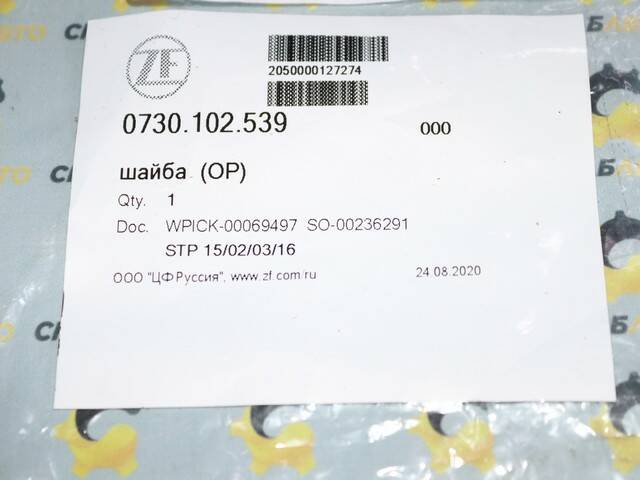 ZF
2050000127274
0730.102.539 000
шайба (OP)
Qty. 1
Doc. WPICK-00069497 SO-00236291
STP 15/02/03/16
ООО "ЦФ Руссия", www.zf.com/ru 24.08.2020